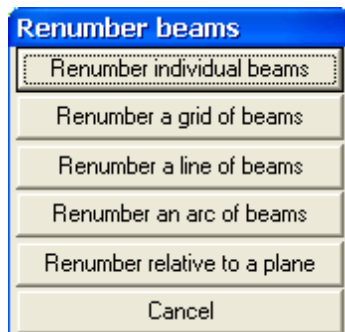 Renumber beams
Renumber individual beams
Renumber a grid of beams
Renumber a line of beams
Renumber an arc of beams
Renumber relative to a plane
Cancel